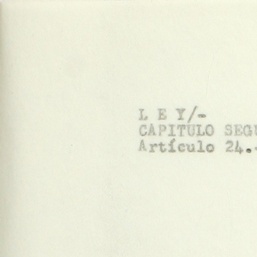 L E Y/-
CAPITULO SEGU
Artículo 24.-